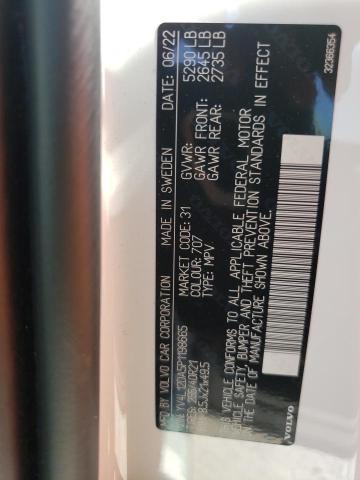 MFD BY VOLVO CAR CORPORATION MADE IN SWEDEN DATE: 06/22
GVWR: 5290 LB
GAWR FRONT: 2645 LB
GAWR REAR: 2735 LB
MARKET CODE: 31
COLOUR: 707
TYPE: MPV.
THIS VEHICLE CONFORMS TO ALL APPLICABLE FEDERAL MOTOR
VEHICLE SAFETY, BUMPER AND THEFT PREVENTION STANDARDS IN EFFECT
ON THE DATE OF MANUFACTURE SHOWN ABOVE.
VOLVO
32366354